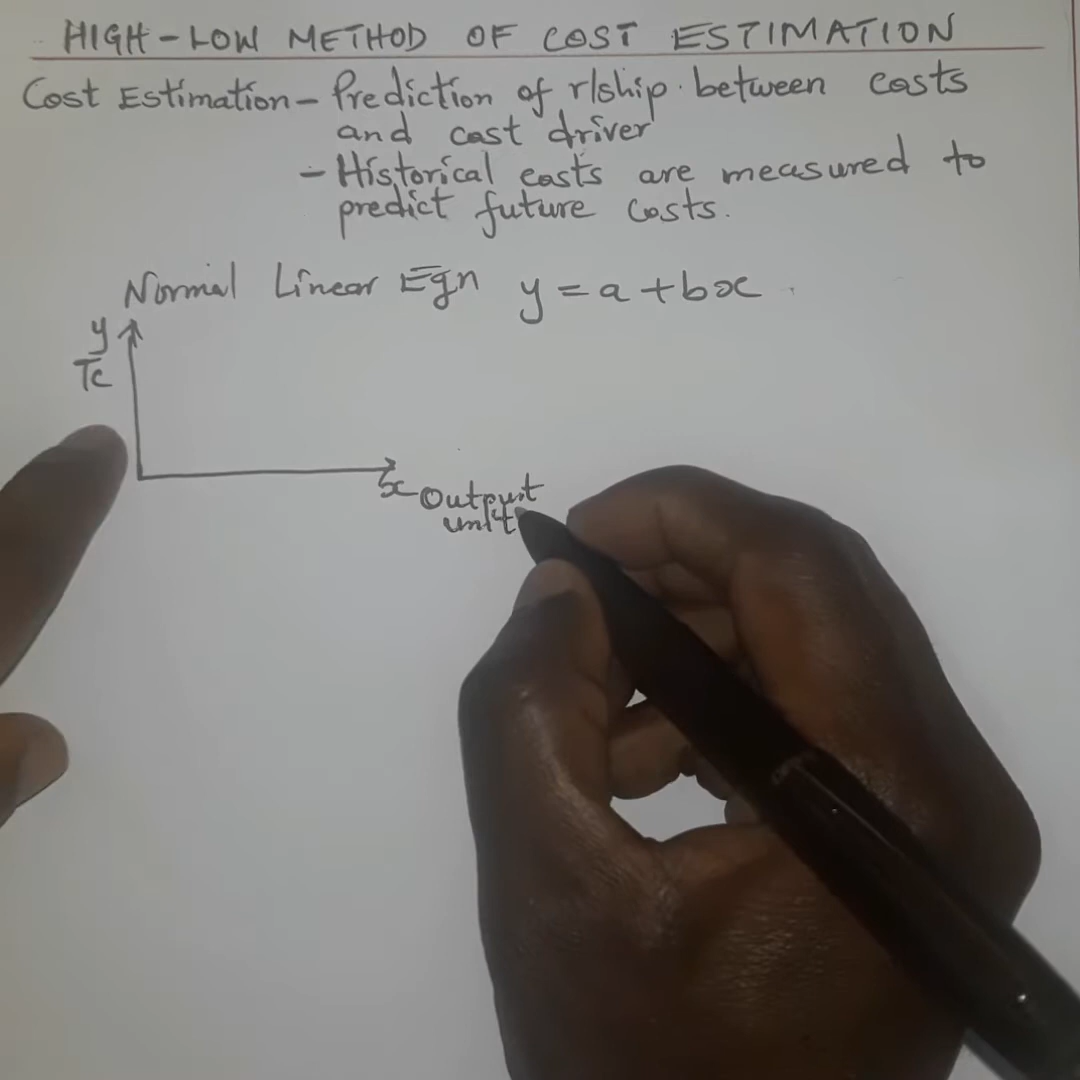 HIGH-LOW METHOD OF COST ESTIMATION
Cost Estimation - Prediction of r/ship between costs
and cost driver
- Historical costs are measured to
predict future costs.
Normal Linear Eqn y = a + bx
y
TC
x Output
unit